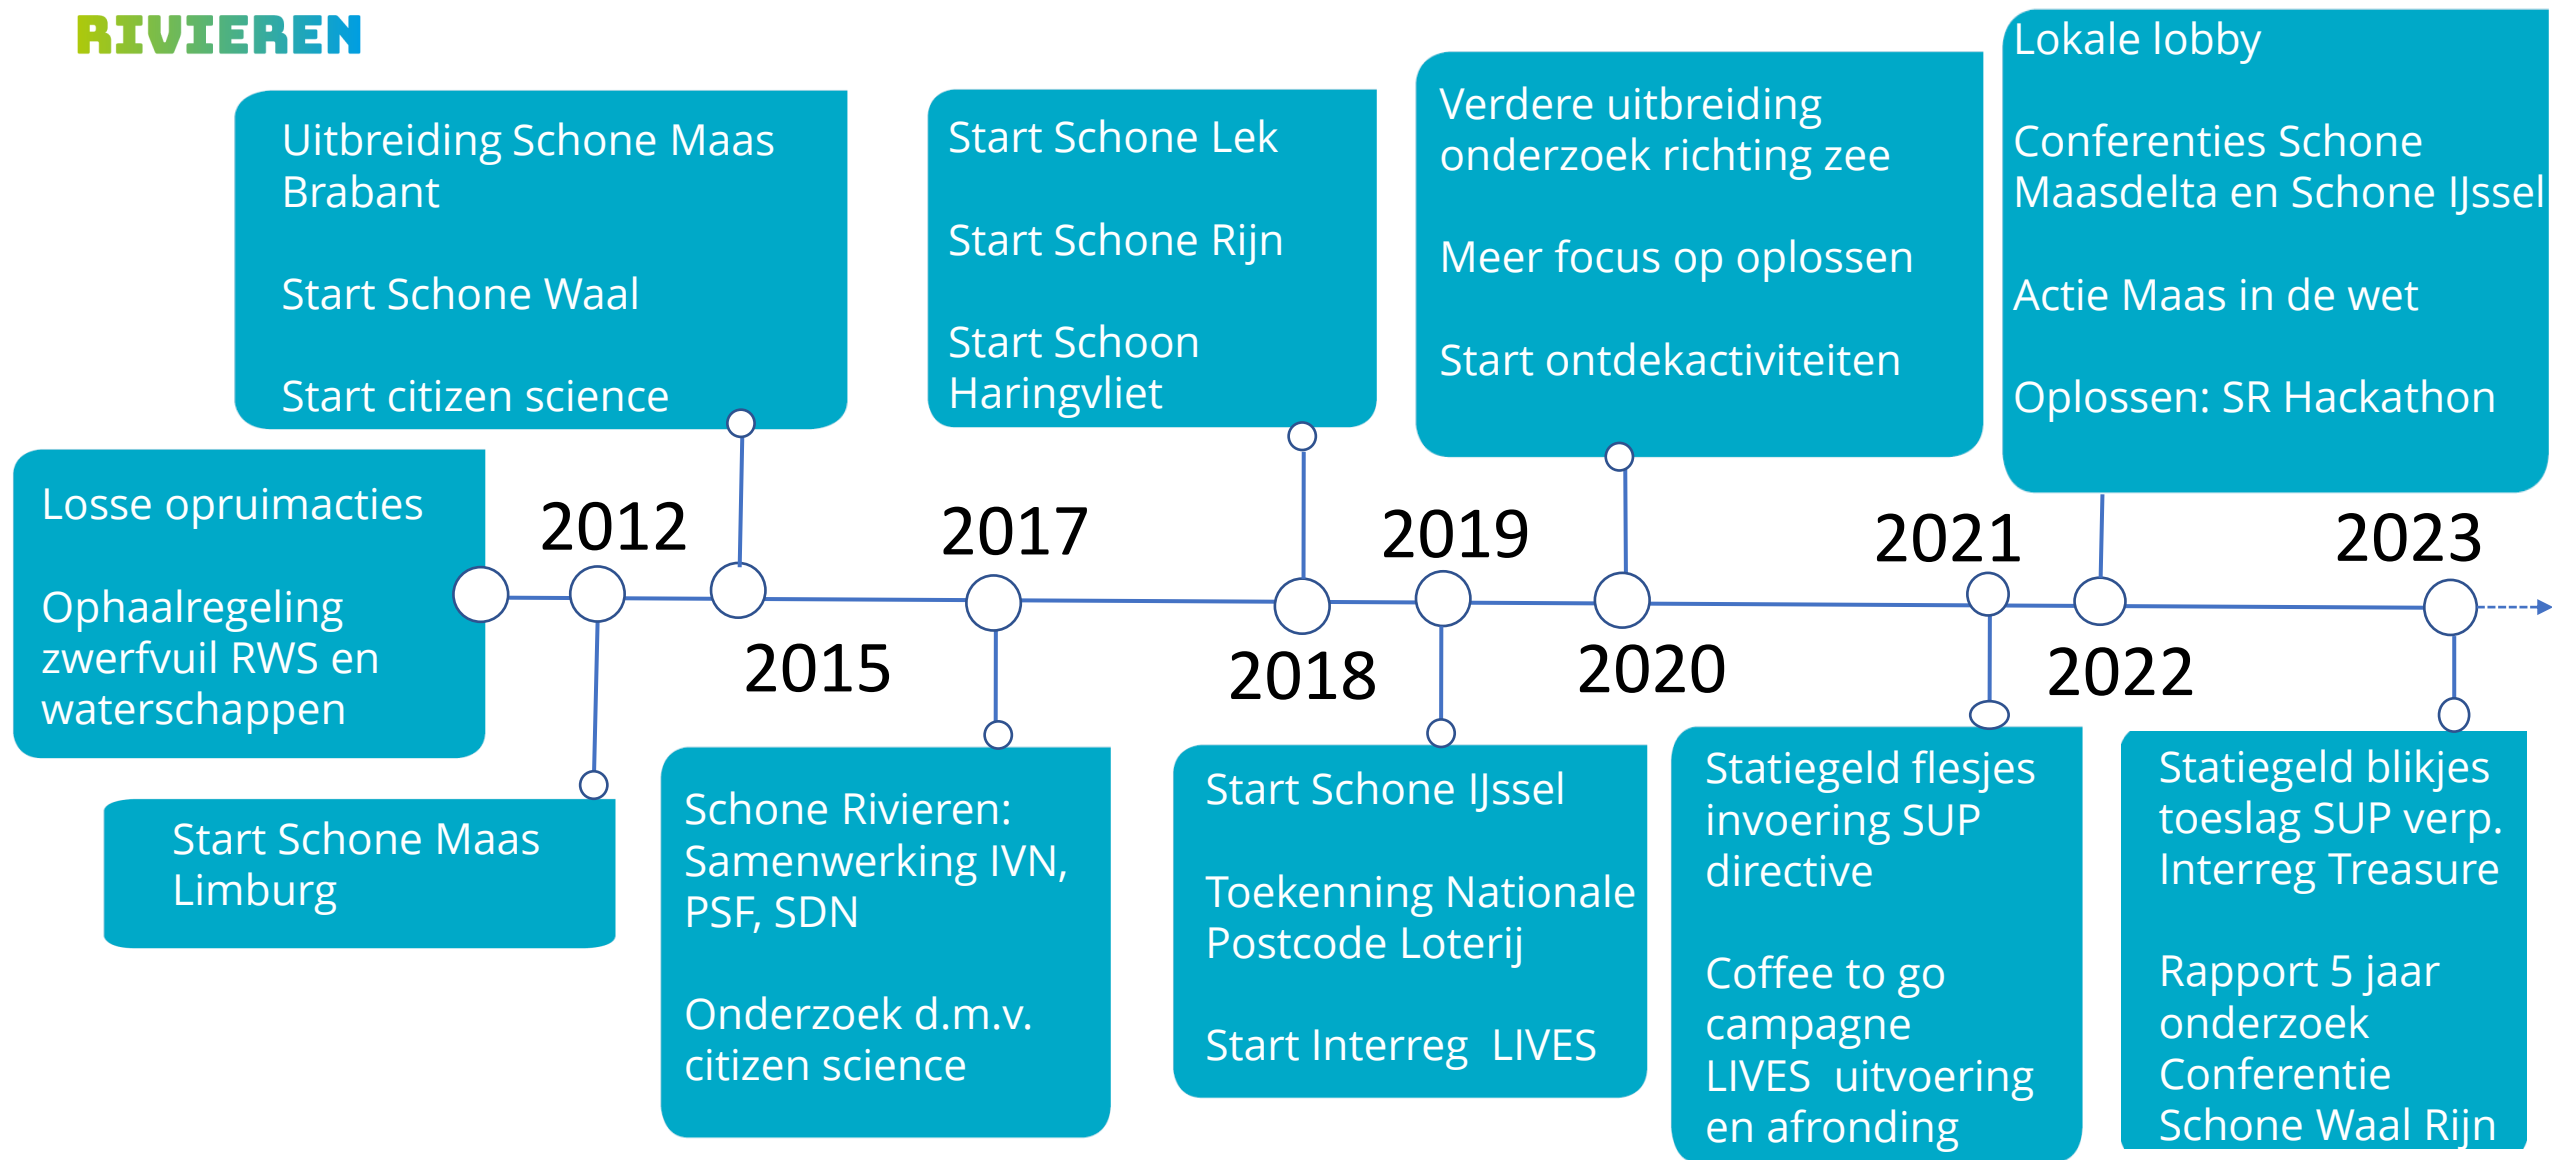 RIVIEREN
Losse opruimacties
Ophaalregeling
zwerfvuil RWS en
waterschappen
2012
Start Schone Maas
Limburg
Uitbreiding Schone Maas
Brabant
Start Schone Waal
Start citizen science
2015
2017
Schone Rivieren:
Samenwerking IVN,
PSF, SDN
Onderzoek d.m.v.
citizen science
Start Schone Lek
Start Schone Rijn
Start Schoon
Haringvliet
2018
2019
Start Schone IJssel
Toekenning Nationale
Postcode Loterij
Start Interreg  LIVES
Verdere uitbreiding
onderzoek richting zee
Meer focus op oplossen
Start ontdekactiviteiten
2020
2021
Statiegeld flesjes
invoering SUP
directive
Coffee to go
campagne
LIVES  uitvoering
en afronding
Lokale lobby
Conferenties Schone
Maasdelta en Schone IJssel
Actie Maas in de wet
Oplossen: SR Hackathon
2022
2023
Statiegeld blikjes
toeslag SUP verp.
Interreg Treasure
Rapport 5 jaar
onderzoek
Conferentie
Schone Waal Rijn